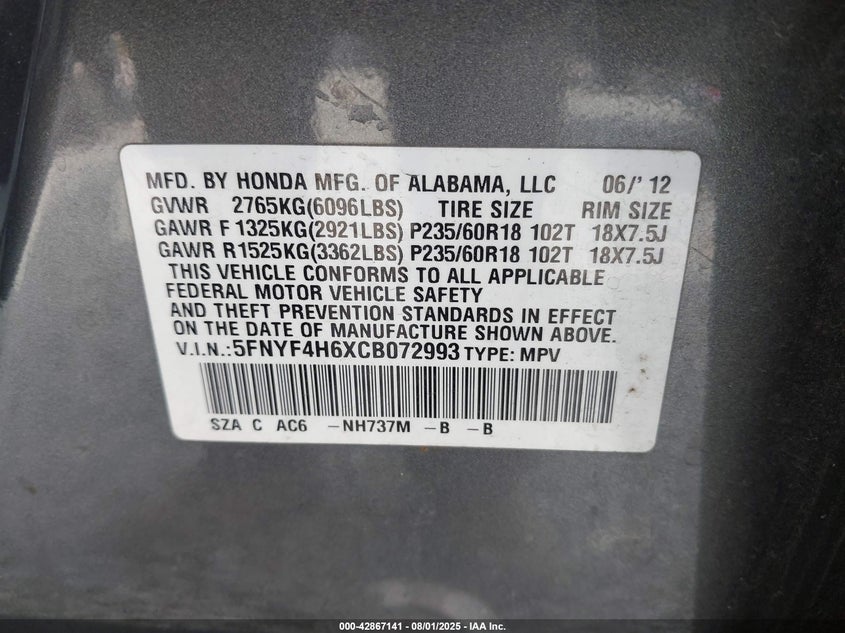 MFD. BY HONDA MFG. OF ALABAMA, LLC 06/'12
GVWR 2765KG(6096LBS) TIRE SIZE RIM SIZE
GAWR F 1325KG(2921LBS) P235/60R18 102T 18X7.5J
GAWR R1525KG(3362LBS) P235/60R18 102T 18X7.5J
THIS VEHICLE CONFORMS TO ALL APPLICABLE
FEDERAL MOTOR VEHICLE SAFETY
AND THEFT PREVENTION STANDARDS IN EFFECT
ON THE DATE OF MANUFACTURE SHOWN ABOVE.
V.I.N.:5FNYF4H6XCB072993 TYPE: MPV
SZA C AC6 -NH737M -B -B
000-42867141 - 08/01/2025 - IAA Inc.